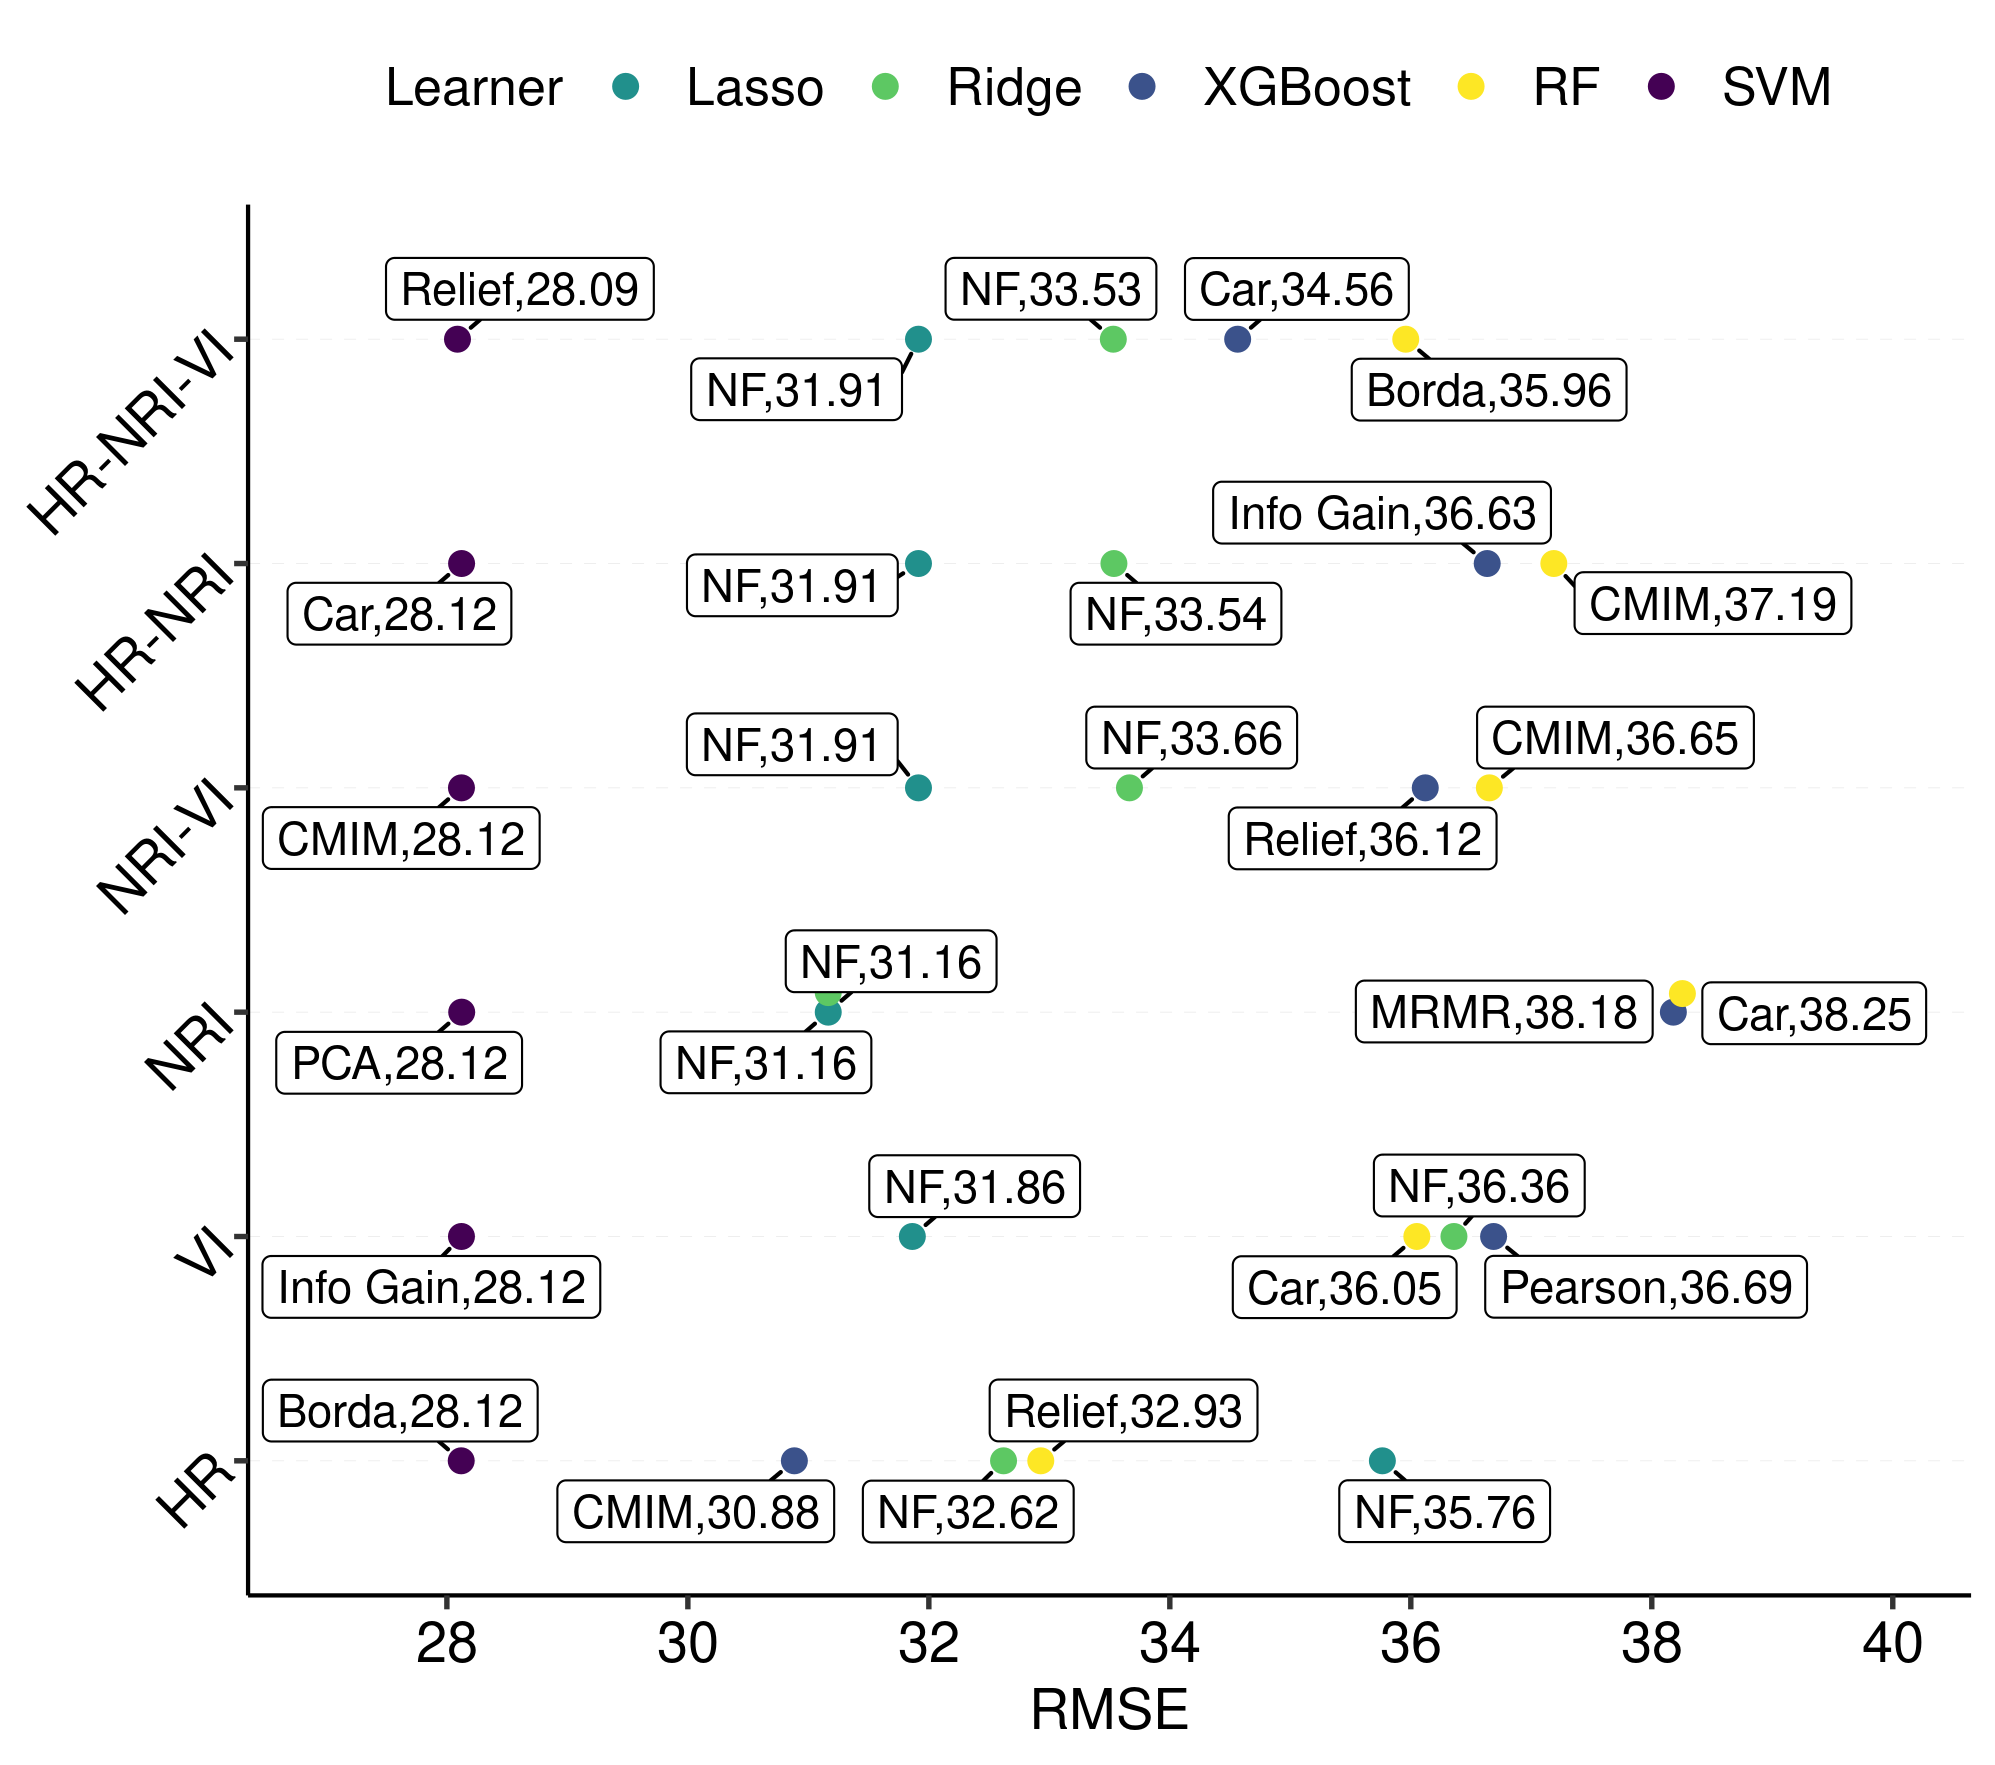 Learner Lasso Ridge XGBoost RF SVM
HR-NRI-VI
Relief,28.09
NF,31.91
NF,33.53
Car,34.56
Borda,35.96
HR-NRI
Car,28.12
NF,31.91
NF,33.54
Info Gain,36.63
CMIM,37.19
NRI-VI
CMIM,28.12
NF,31.91
NF,33.66
Relief,36.12
CMIM,36.65
NRI
PCA,28.12
NF,31.16
NF,31.16
MRMR,38.18
Car,38.25
VI
Info Gain,28.12
NF,31.86
Car,36.05
NF,36.36
Pearson,36.69
HR
Borda,28.12
CMIM,30.88
NF,32.62
Relief,32.93
NF,35.76
28 30 32 34 36 38 40
RMSE